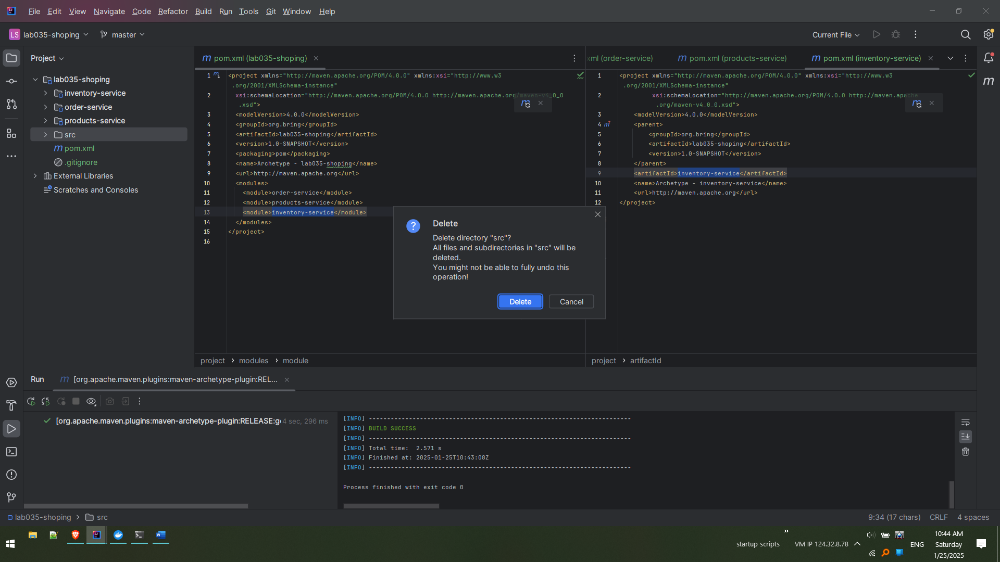 File Edit View Navigate Code Refactor Build Run Tools Git Window Help
LS lab035-shoping master Current File
Project
lab035-shoping
inventory-service
order-service
products-service
src
pom.xml
.gitignore
External Libraries
Scratches and Consoles
pom.xml (lab035-shoping)
1 <project xmlns="http://maven.apache.org/POM/4.0.0" xmlns:xsi="http://www.w3
.org/2001/XMLSchema-instance"
2 xsi:schemaLocation="http://maven.apache.org/POM/4.0.0 http://maven.apache.org/maven-v4_0_0
.xsd">
3 <modelVersion>4.0.0</modelVersion>
4 <groupId>org.bring</groupId>
5 <artifactId>lab035-shoping</artifactId>
6 <version>1.0-SNAPSHOT</version>
7 <packaging>pom</packaging>
8 <name>Archetype - lab035-shoping</name>
9 <url>http://maven.apache.org</url>
10 <modules>
11 <module>order-service</module>
12 <module>products-service</module>
13 <module>inventory-service</module>
14 </modules>
15 </project>
16
project › modules › module
xml (order-service) pom.xml (products-service) pom.xml (inventory-service)
1 <project xmlns="http://maven.apache.org/POM/4.0.0" xmlns:xsi="http://www.w3
.org/2001/XMLSchema-instance"
2 xsi:schemaLocation="http://maven.apache.org/POM/4.0.0 http://maven.apache
.org/maven-v4_0_0.xsd">
3 <modelVersion>4.0.0</modelVersion>
4 <parent>
5 <groupId>org.bring</groupId>
6 <artifactId>lab035-shoping</artifactId>
7 <version>1.0-SNAPSHOT</version>
8 </parent>
9 <artifactId>inventory-service</artifactId>
10 <name>Archetype - inventory-service</name>
11 <url>http://maven.apache.org</url>
12 </project>
project › artifactId
Delete
Delete directory "src"?
All files and subdirectories in "src" will be
deleted.
You might not be able to fully undo this
operation!
Delete Cancel
Run [org.apache.maven.plugins:maven-archetype-plugin:REL...
[org.apache.maven.plugins:maven-archetype-plugin:RELEASE:g 4 sec, 296 ms
[INFO] ------------------------------------------------------------------------
[INFO] BUILD SUCCESS
[INFO] ------------------------------------------------------------------------
[INFO] Total time:  2.571 s
[INFO] Finished at: 2025-01-25T10:43:08Z
[INFO] ------------------------------------------------------------------------
Process finished with exit code 0
lab035-shoping > src 9:34 (17 chars) CRLF 4 spaces
startup scripts » VM IP 124.32.8.78 ENG
10:44 AM
Saturday
1/25/2025